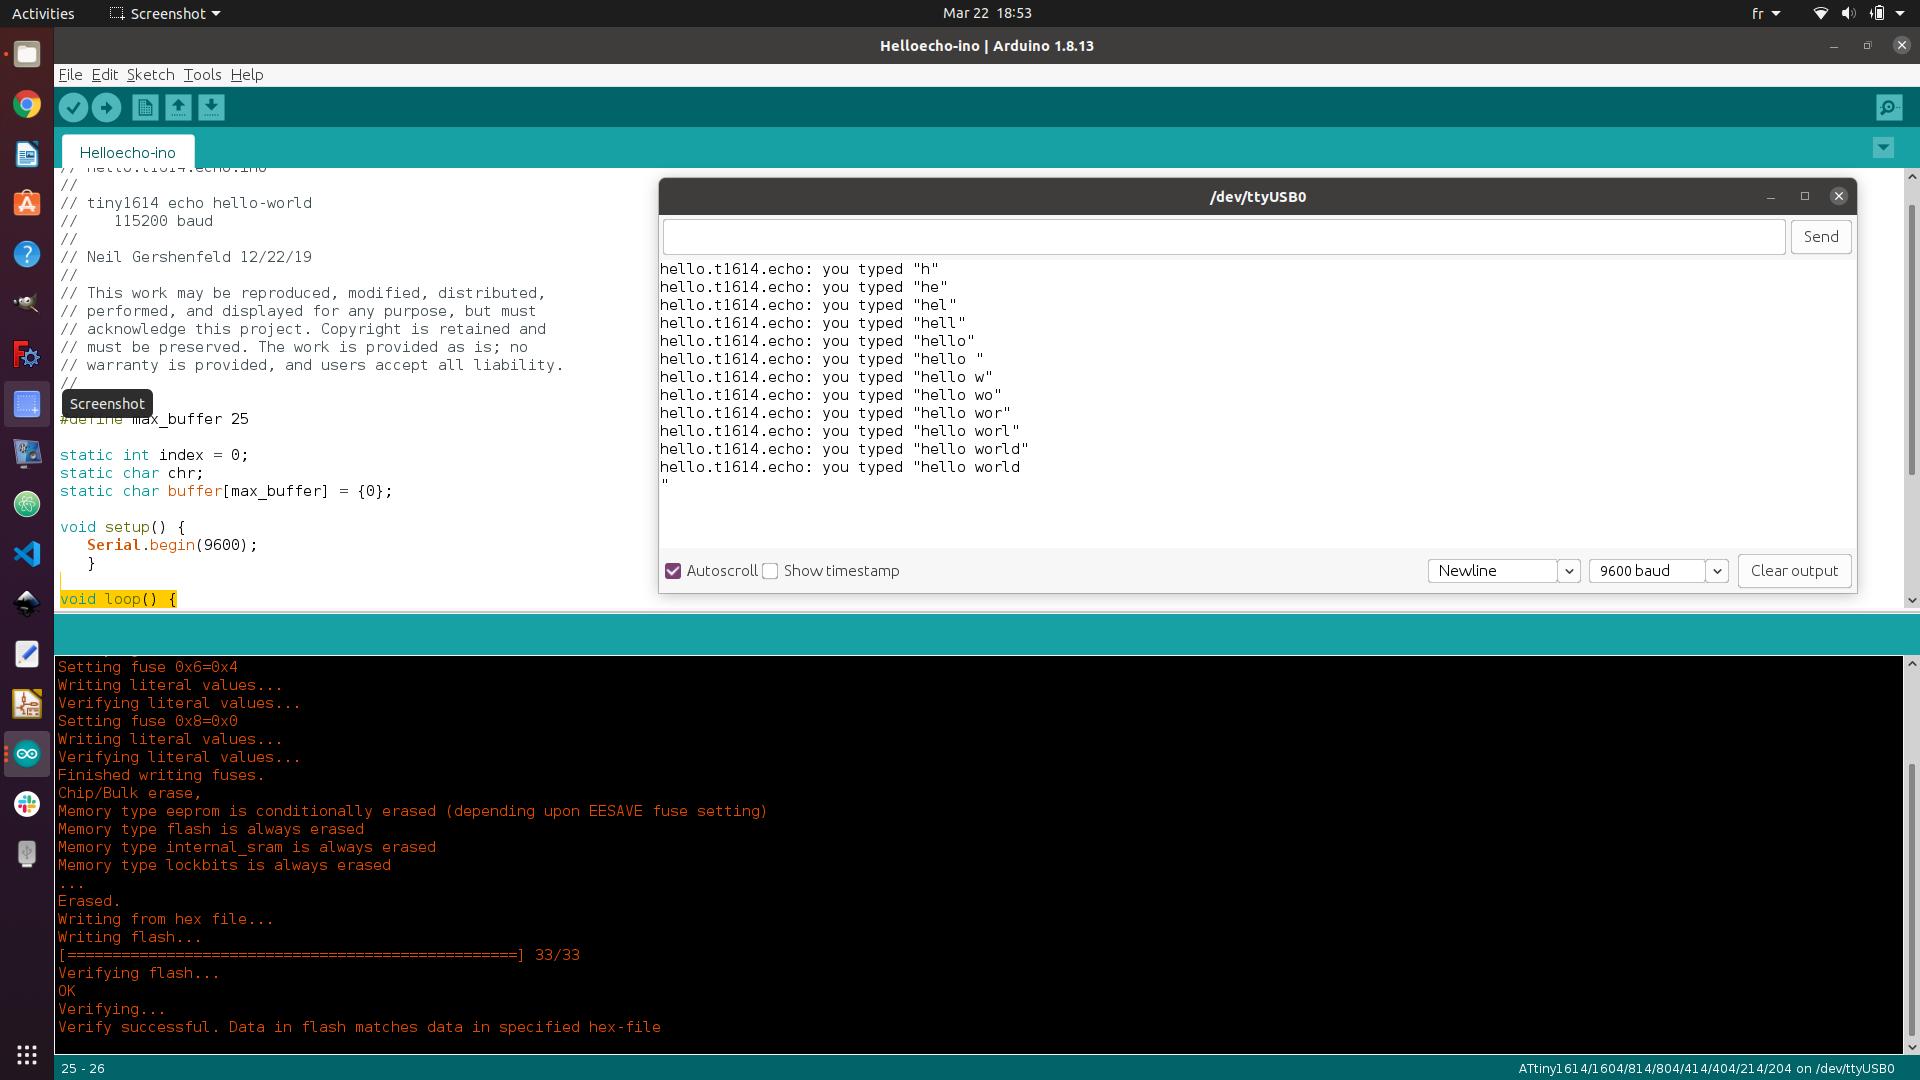 Activities
Screenshot
Mar 22 18:53
fr
Helloecho-ino | Arduino 1.8.13
File Edit Sketch Tools Help
Helloecho-ino
// hello.t1614.echo.ino
//
// tiny1614 echo hello-world
//    115200 baud
//
// Neil Gershenfeld 12/22/19
//
// This work may be reproduced, modified, distributed,
// performed, and displayed for any purpose, but must
// acknowledge this project. Copyright is retained and
// must be preserved. The work is provided as is; no
// warranty is provided, and users accept all liability.
//
Screenshot
#define max_buffer 25
static int index = 0;
static char chr;
static char buffer[max_buffer] = {0};
void setup() {
   Serial.begin(9600);
   }
void loop() {
/dev/ttyUSB0
Send
hello.t1614.echo: you typed "h"
hello.t1614.echo: you typed "he"
hello.t1614.echo: you typed "hel"
hello.t1614.echo: you typed "hell"
hello.t1614.echo: you typed "hello"
hello.t1614.echo: you typed "hello "
hello.t1614.echo: you typed "hello w"
hello.t1614.echo: you typed "hello wo"
hello.t1614.echo: you typed "hello wor"
hello.t1614.echo: you typed "hello worl"
hello.t1614.echo: you typed "hello world"
hello.t1614.echo: you typed "hello world
"
Autoscroll Show timestamp
Newline
9600 baud
Clear output
Setting fuse 0x6=0x4
Writing literal values...
Verifying literal values...
Setting fuse 0x8=0x0
Writing literal values...
Verifying literal values...
Finished writing fuses.
Chip/Bulk erase,
Memory type eeprom is conditionally erased (depending upon EESAVE fuse setting)
Memory type flash is always erased
Memory type internal_sram is always erased
Memory type lockbits is always erased
...
Erased.
Writing from hex file...
Writing flash...
[==================================================] 33/33
Verifying flash...
OK
Verifying...
Verify successful. Data in flash matches data in specified hex-file
25 - 26
ATtiny1614/1604/814/804/414/404/214/204 on /dev/ttyUSB0